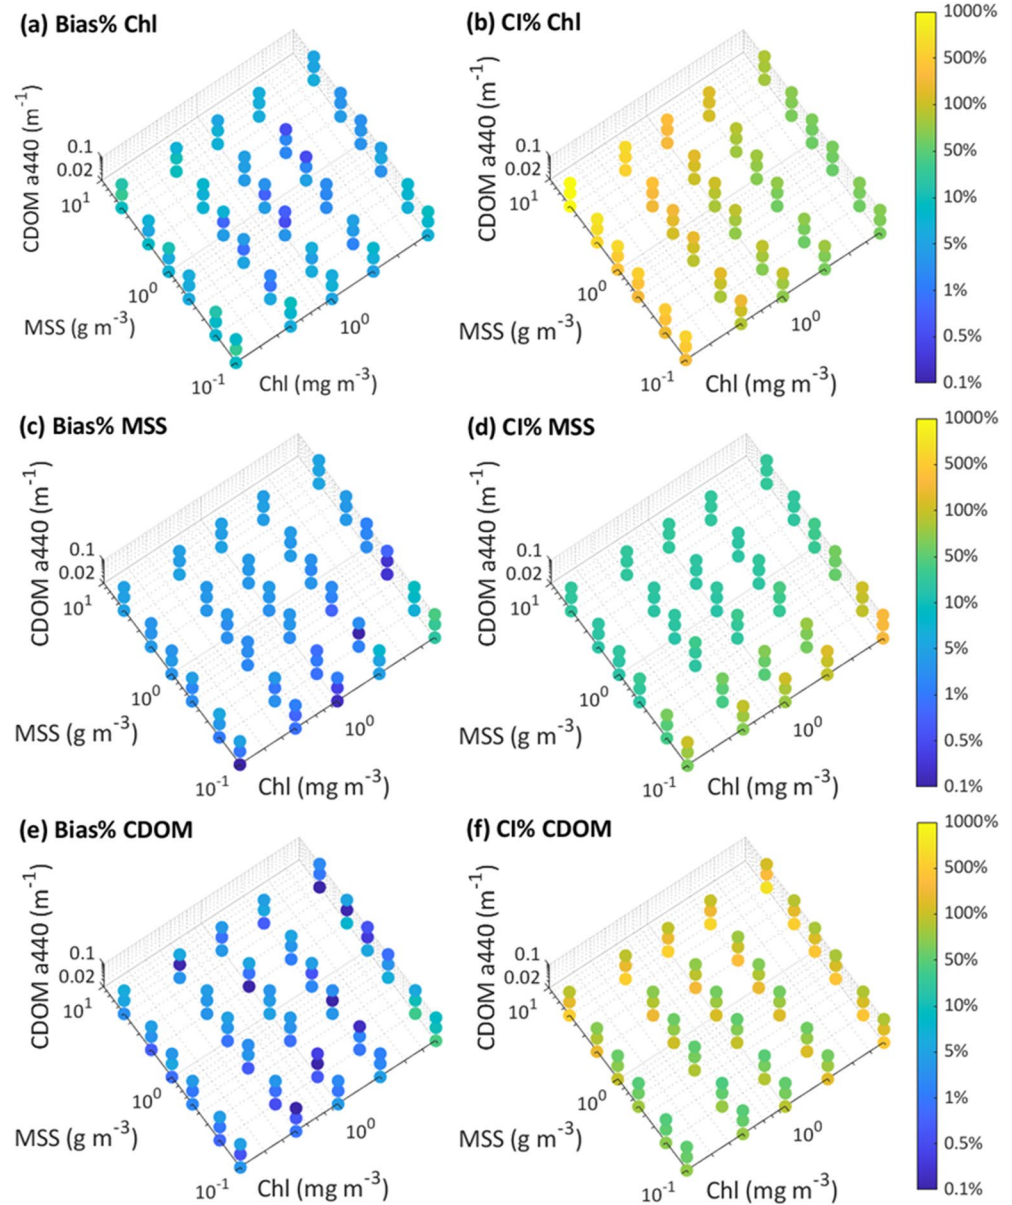 (a) Bias% Chl
(b) CI% Chl
CDOM a440 (m⁻¹)
0.1
0.02
10¹
10⁰
10⁻¹
MSS (g m⁻³)
10⁰
Chl (mg m⁻³)
CDOM a440 (m⁻¹)
0.1
0.02
10¹
10⁰
10⁻¹
MSS (g m⁻³)
10⁰
Chl (mg m⁻³)
1000%
500%
100%
50%
10%
5%
1%
0.5%
0.1%
(c) Bias% MSS
(d) CI% MSS
CDOM a440 (m⁻¹)
0.1
0.02
10¹
10⁰
10⁻¹
MSS (g m⁻³)
10⁰
Chl (mg m⁻³)
CDOM a440 (m⁻¹)
0.1
0.02
10¹
10⁰
10⁻¹
MSS (g m⁻³)
10⁰
Chl (mg m⁻³)
1000%
500%
100%
50%
10%
5%
1%
0.5%
0.1%
(e) Bias% CDOM
(f) CI% CDOM
CDOM a440 (m⁻¹)
0.1
0.02
10¹
10⁰
10⁻¹
MSS (g m⁻³)
10⁰
Chl (mg m⁻³)
CDOM a440 (m⁻¹)
0.1
0.02
10¹
10⁰
10⁻¹
MSS (g m⁻³)
10⁰
Chl (mg m⁻³)
1000%
500%
100%
50%
10%
5%
1%
0.5%
0.1%